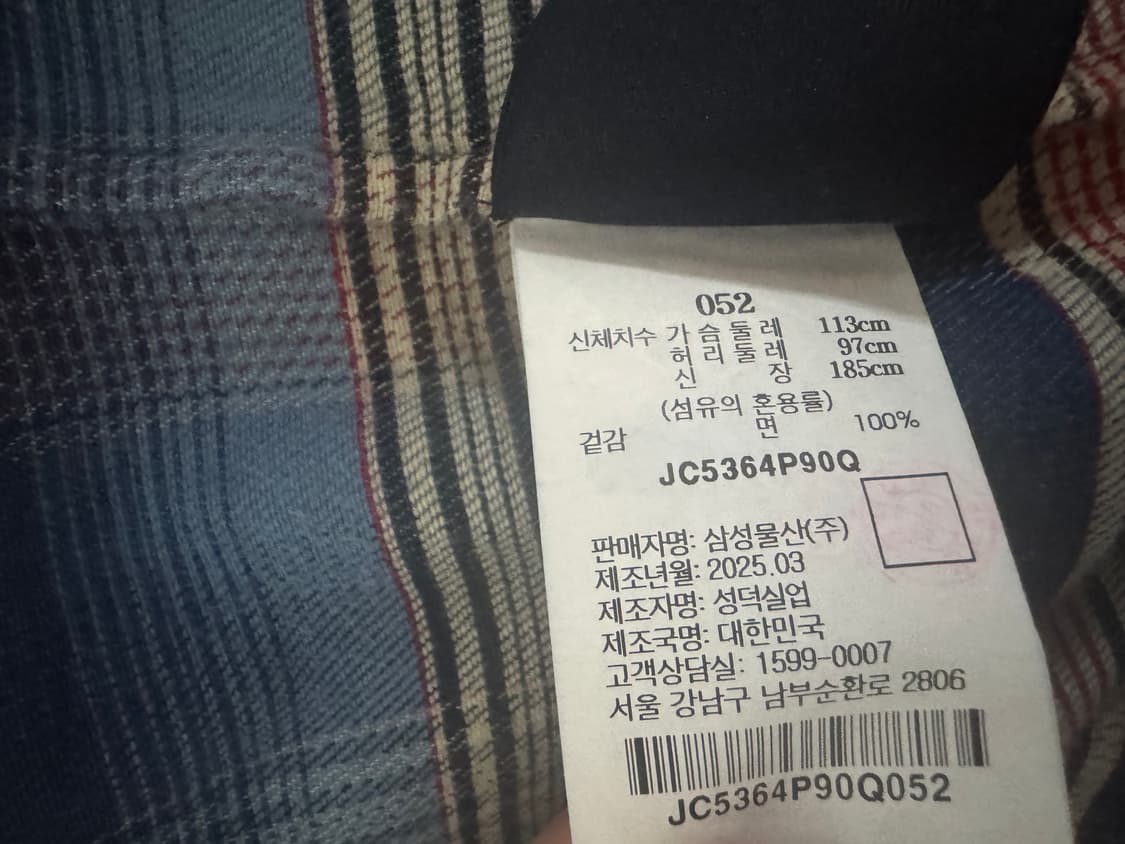 052
신체치수 가슴둘레 113cm
허리둘레 97cm
신장 185cm
(섬유의 혼용률)
겉감 면 100%
JC5364P90Q
판매자명: 삼성물산(주)
제조년월: 2025.03
제조자명: 성덕실업
제조국명: 대한민국
고객상담실: 1599-0007
서울 강남구 남부순환로 2806
JC5364P90Q052